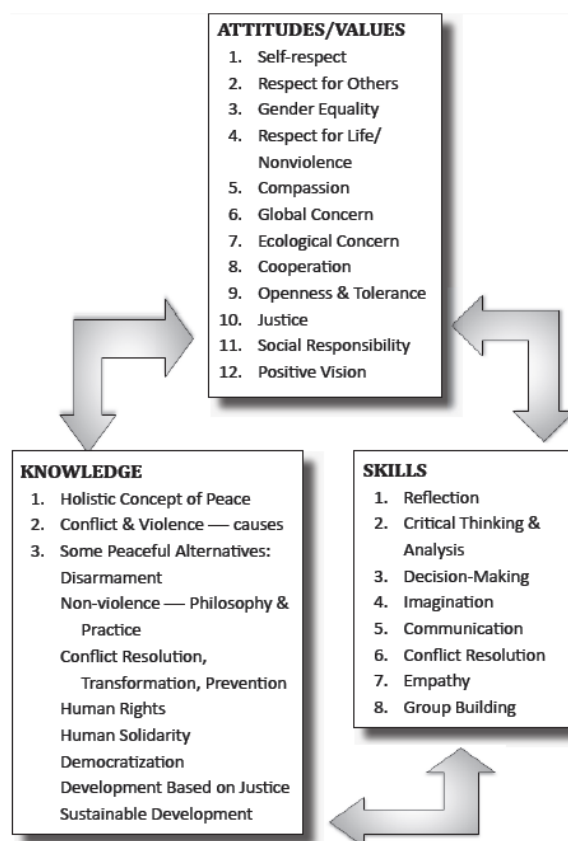 ATTITUDES/VALUES
1. Self-respect
2. Respect for Others
3. Gender Equality
4. Respect for Life/
Nonviolence
5. Compassion
6. Global Concern
7. Ecological Concern
8. Cooperation
9. Openness & Tolerance
10. Justice
11. Social Responsibility
12. Positive Vision
KNOWLEDGE
1. Holistic Concept of Peace
2. Conflict & Violence — causes
3. Some Peaceful Alternatives:
Disarmament
Non-violence — Philosophy &
Practice
Conflict Resolution,
Transformation, Prevention
Human Rights
Human Solidarity
Democratization
Development Based on Justice
Sustainable Development
SKILLS
1. Reflection
2. Critical Thinking &
Analysis
3. Decision-Making
4. Imagination
5. Communication
6. Conflict Resolution
7. Empathy
8. Group Building